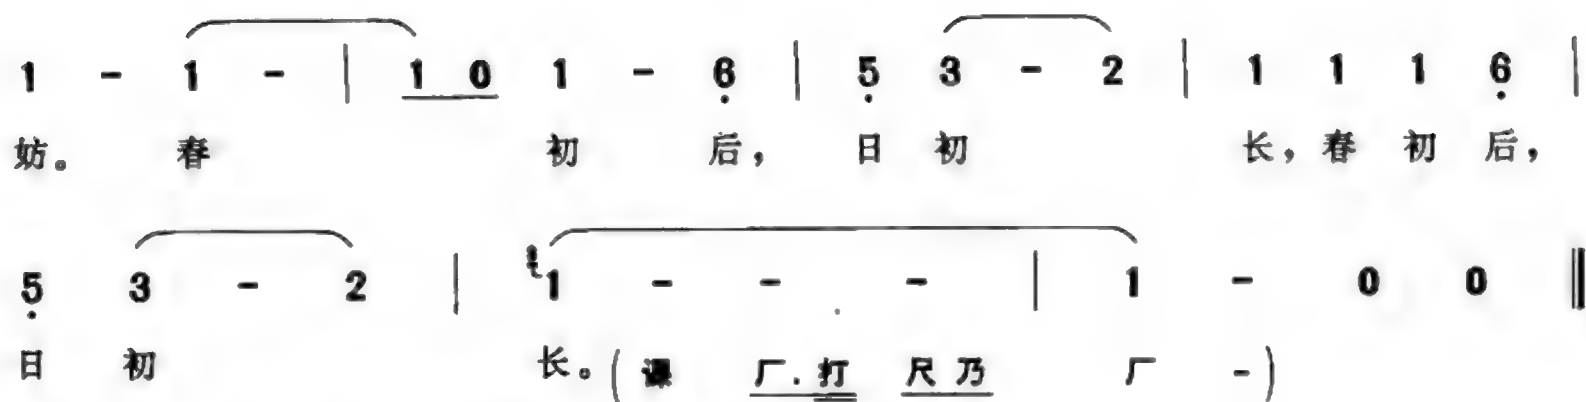 1 - 1 - | 1 0 1 - 6̣ | 5̣ 3 - 2 | 1 1 1 6̣ |
妨。 春 初 后， 日 初 长，春 初 后，
5̣ 3 - 2 | 1 - - - | 1 - 0 0 ‖
日 初 长。( 厂.打 尺乃 厂 -)